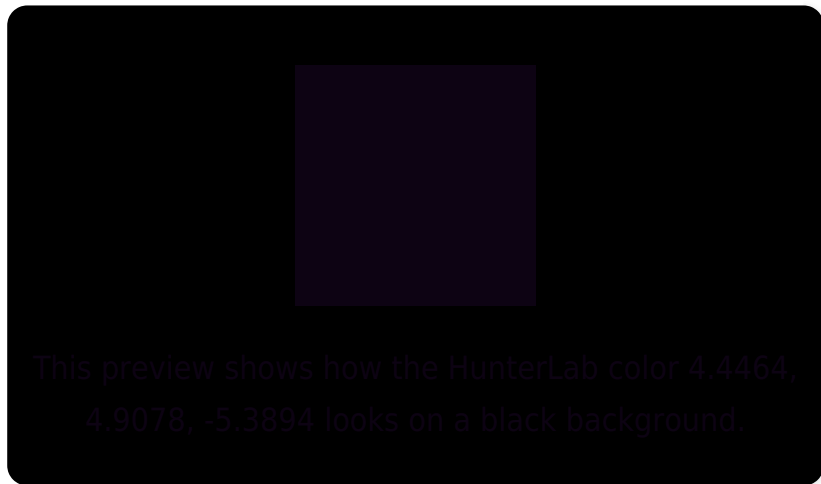 This preview shows how the HunterLab color 4.4464,
4.9078, -5.3894 looks on a black background.